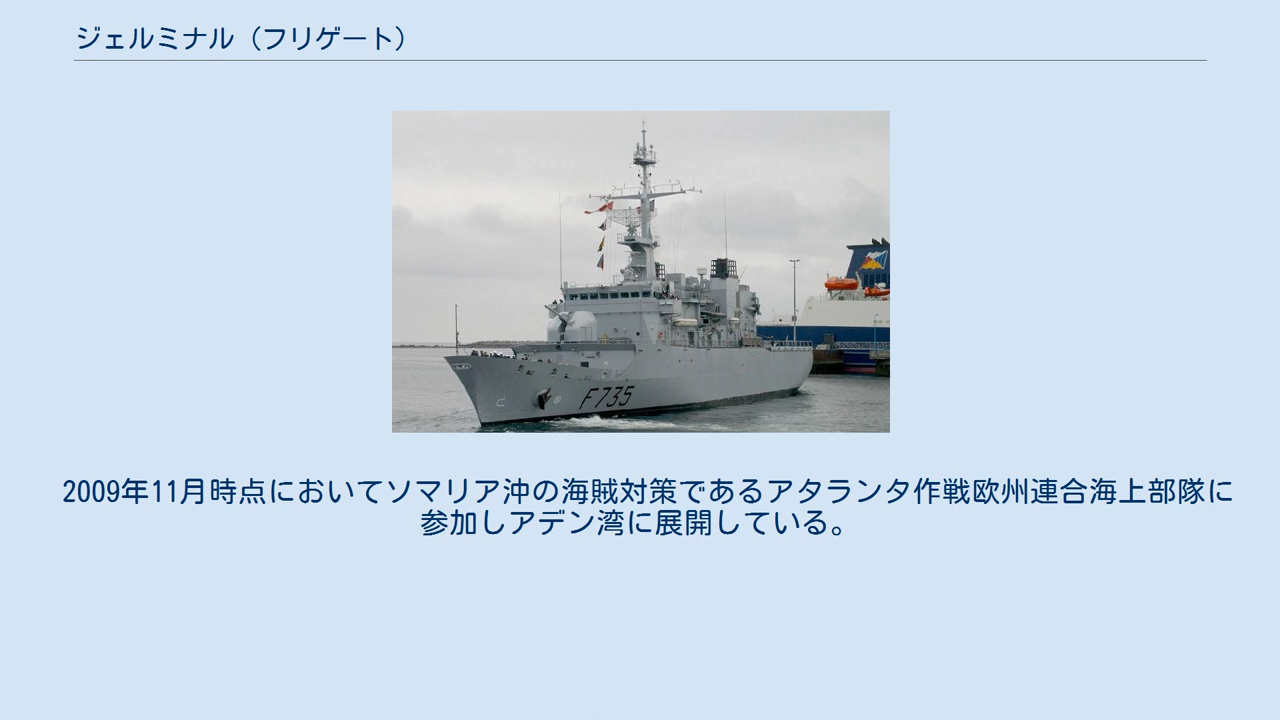 ジェルミナル（フリゲート）
F735
2009年11月時点においてソマリア沖の海賊対策であるアタランタ作戦欧州連合海上部隊に
参加しアデン湾に展開している。